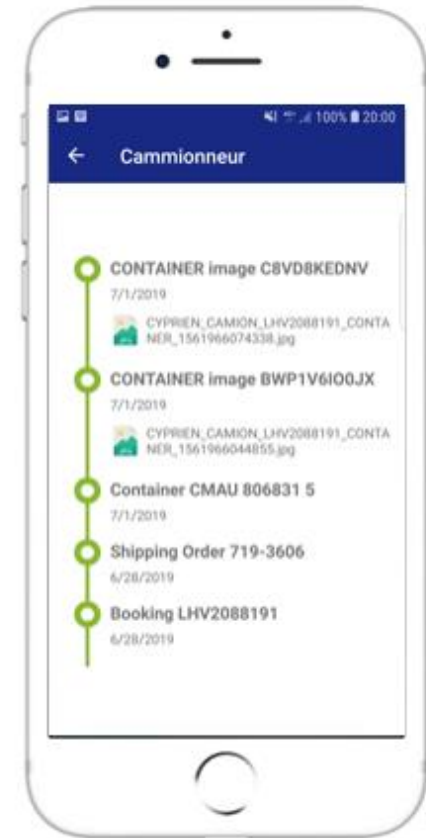 100% 20:00
Cammionneur
CONTAINER image C8VD8KEDNV
7/1/2019
CYPRIEN_CAMION_LHV2088191_CONTA
NER_1561966074338.jpg
CONTAINER image BWP1V6IO0JX
7/1/2019
CYPRIEN_CAMION_LHV2088191_CONTA
NER_1561966044855.jpg
Container CMAU 806831 5
7/1/2019
Shipping Order 719-3606
6/28/2019
Booking LHV2088191
6/28/2019